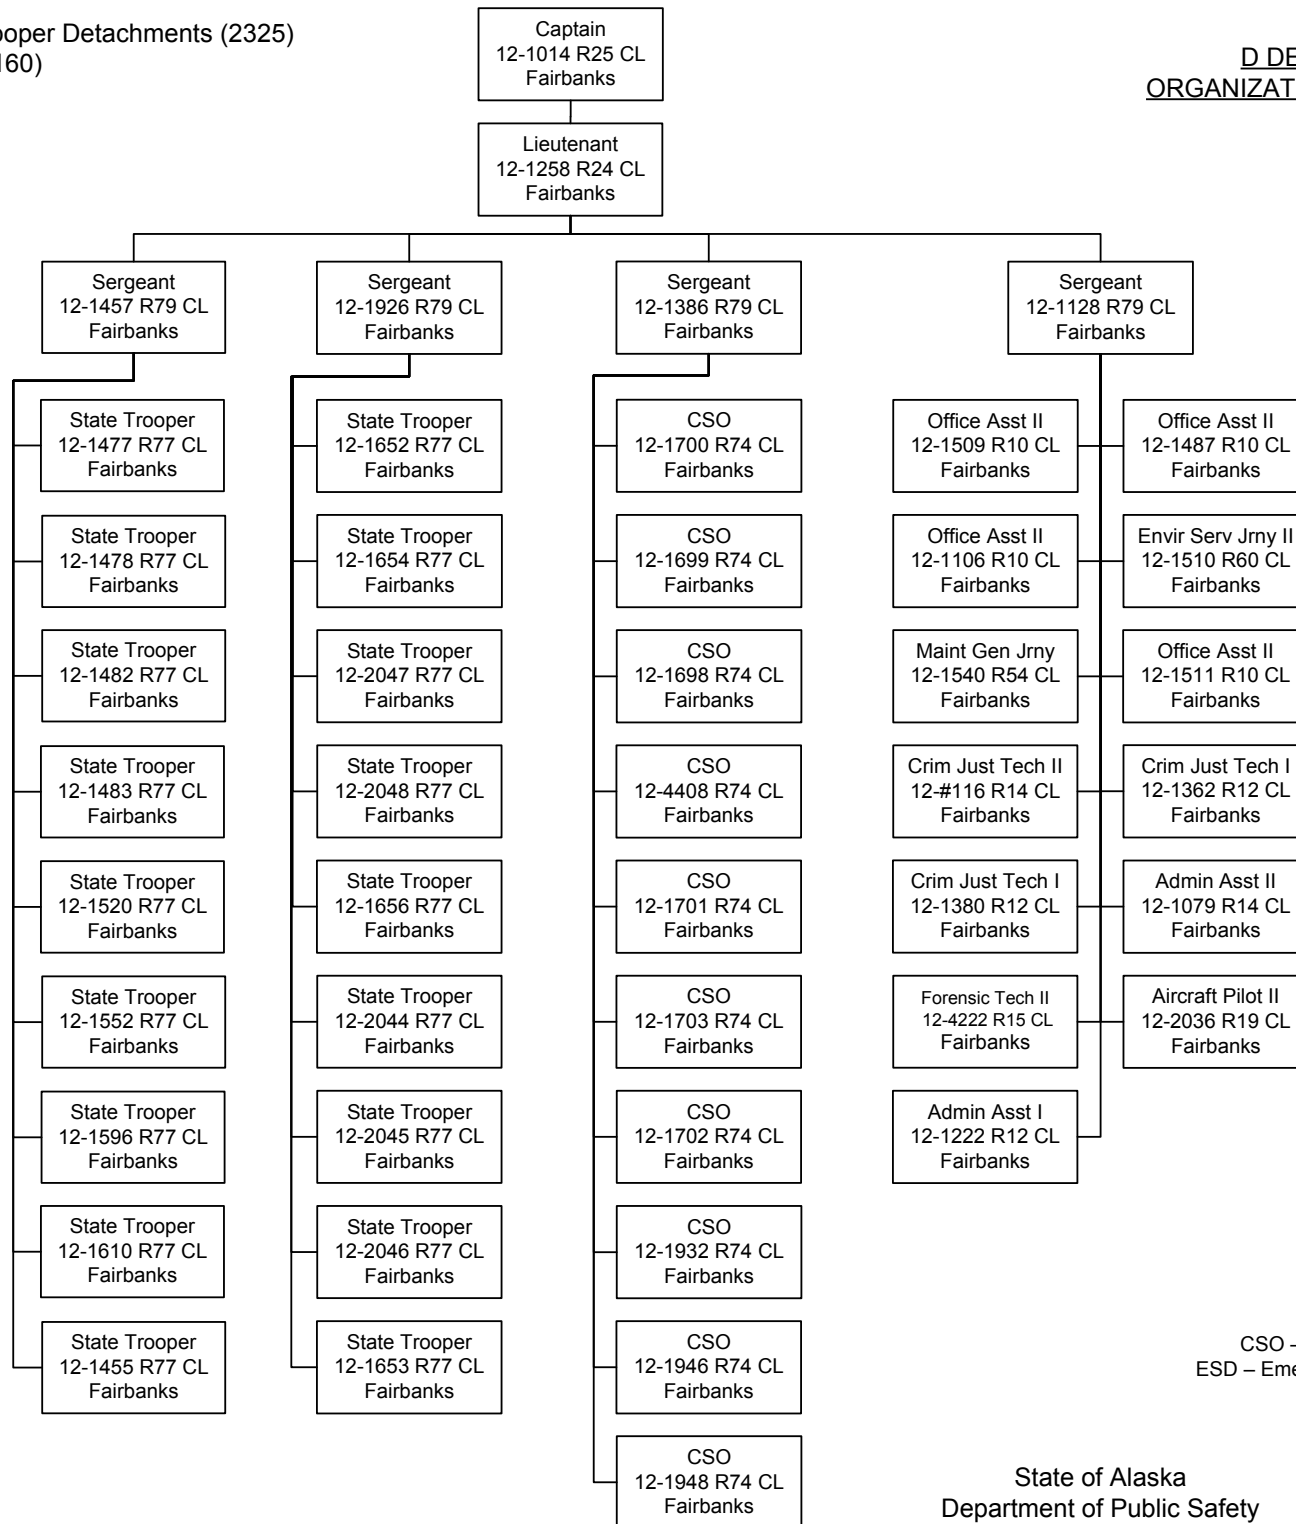 ooper Detachments (2325)
160)
D DE
ORGANIZAT
Captain
12-1014 R25 CL
Fairbanks
Lieutenant
12-1258 R24 CL
Fairbanks
Sergeant
12-1457 R79 CL
Fairbanks
Sergeant
12-1926 R79 CL
Fairbanks
Sergeant
12-1386 R79 CL
Fairbanks
Sergeant
12-1128 R79 CL
Fairbanks
State Trooper
12-1477 R77 CL
Fairbanks
State Trooper
12-1478 R77 CL
Fairbanks
State Trooper
12-1482 R77 CL
Fairbanks
State Trooper
12-1483 R77 CL
Fairbanks
State Trooper
12-1520 R77 CL
Fairbanks
State Trooper
12-1552 R77 CL
Fairbanks
State Trooper
12-1596 R77 CL
Fairbanks
State Trooper
12-1610 R77 CL
Fairbanks
State Trooper
12-1455 R77 CL
Fairbanks
State Trooper
12-1652 R77 CL
Fairbanks
State Trooper
12-1654 R77 CL
Fairbanks
State Trooper
12-2047 R77 CL
Fairbanks
State Trooper
12-2048 R77 CL
Fairbanks
State Trooper
12-1656 R77 CL
Fairbanks
State Trooper
12-2044 R77 CL
Fairbanks
State Trooper
12-2045 R77 CL
Fairbanks
State Trooper
12-2046 R77 CL
Fairbanks
State Trooper
12-1653 R77 CL
Fairbanks
CSO
12-1700 R74 CL
Fairbanks
CSO
12-1699 R74 CL
Fairbanks
CSO
12-1698 R74 CL
Fairbanks
CSO
12-4408 R74 CL
Fairbanks
CSO
12-1701 R74 CL
Fairbanks
CSO
12-1703 R74 CL
Fairbanks
CSO
12-1702 R74 CL
Fairbanks
CSO
12-1932 R74 CL
Fairbanks
CSO
12-1946 R74 CL
Fairbanks
CSO
12-1948 R74 CL
Fairbanks
Office Asst II
12-1509 R10 CL
Fairbanks
Office Asst II
12-1106 R10 CL
Fairbanks
Maint Gen Jrny
12-1540 R54 CL
Fairbanks
Crim Just Tech II
12-#116 R14 CL
Fairbanks
Crim Just Tech I
12-1380 R12 CL
Fairbanks
Forensic Tech II
12-4222 R15 CL
Fairbanks
Admin Asst I
12-1222 R12 CL
Fairbanks
Office Asst II
12-1487 R10 CL
Fairbanks
Envir Serv Jrny II
12-1510 R60 CL
Fairbanks
Office Asst II
12-1511 R10 CL
Fairbanks
Crim Just Tech I
12-1362 R12 CL
Fairbanks
Admin Asst II
12-1079 R14 CL
Fairbanks
Aircraft Pilot II
12-2036 R19 CL
Fairbanks
CSO –
ESD – Eme
State of Alaska
Department of Public Safety